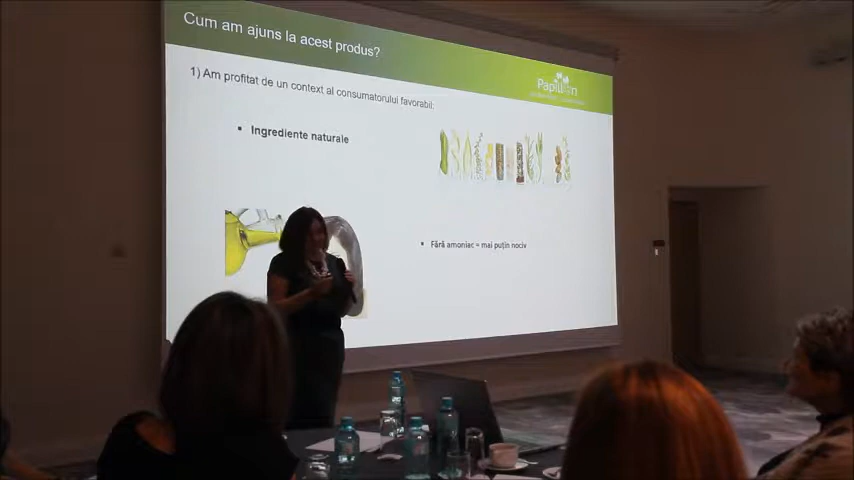 Cum am ajuns la acest produs?
Papillon
1) Am profitat de un context al consumatorului favorabil:
▪ Ingrediente naturale
▪ Fără amoniac = mai puțin nociv